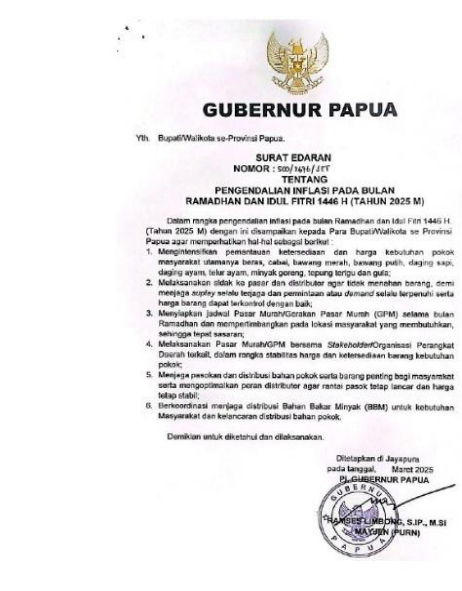 GUBERNUR PAPUA
Yth. Bupati/Walikota se-Provinsi Papua.
SURAT EDARAN
NOMOR : 500/
TENTANG
PENGENDALIAN INFLASI PADA BULAN
RAMADHAN DAN IDUL FITRI 1446 H (TAHUN 2025 M)
Dalam rangka pengendalian inflasi pada bulan Ramadhan dan Idul Fitri 1446 H.
(Tahun 2025 M) dengan ini disampaikan kepada Para Bupati/Walikota se Provinsi
Papua agar memperhatikan hal-hal sebagai berikut :
1. Mengintensifkan pemantauan ketersediaan dan harga kebutuhan pokok
masyarakat utamanya beras, cabai, bawang merah, bawang putih, daging sapi,
daging ayam, telur ayam, minyak goreng, tepung terigu dan gula;
2. Melaksanakan sidak ke pasar dan distributor agar tidak menahan barang, demi
menjaga suplay selalu terjaga dan permintaan atau demand selalu terpenuhi serta
harga barang dapat terkontrol dengan baik;
3. Menyiapkan jadwal Pasar Murah/Gerakan Pasar Murah (GPM) selama bulan
Ramadhan dan mempertimbangkan pada lokasi masyarakat yang membutuhkan,
sehingga tepat sasaran;
4. Melaksanakan Pasar Murah/GPM bersama Stakeholder/Organisasi Perangkat
Daerah terkait, dalam rangka stabilitas harga dan ketersediaan barang kebutuhan
pokok;
5. Menjaga pasokan dan distribusi bahan pokok serta barang penting bagi masyarakat
serta mengoptimalkan peran distributor agar rantai pasok tetap lancar dan harga
tetap stabil;
6. Berkoordinasi menjaga distribusi Bahan Bakar Minyak (BBM) untuk kebutuhan
Masyarakat dan kelancaran distribusi bahan pokok.
Demikian untuk diketahui dan dilaksanakan.
Ditetapkan di Jayapura
pada tanggal, Maret 2025
Pj. GUBERNUR PAPUA
GUBERNUR
RAMSES LIMBONG, S.IP., M.SI
MAYJEN (PURN)
PAPUA